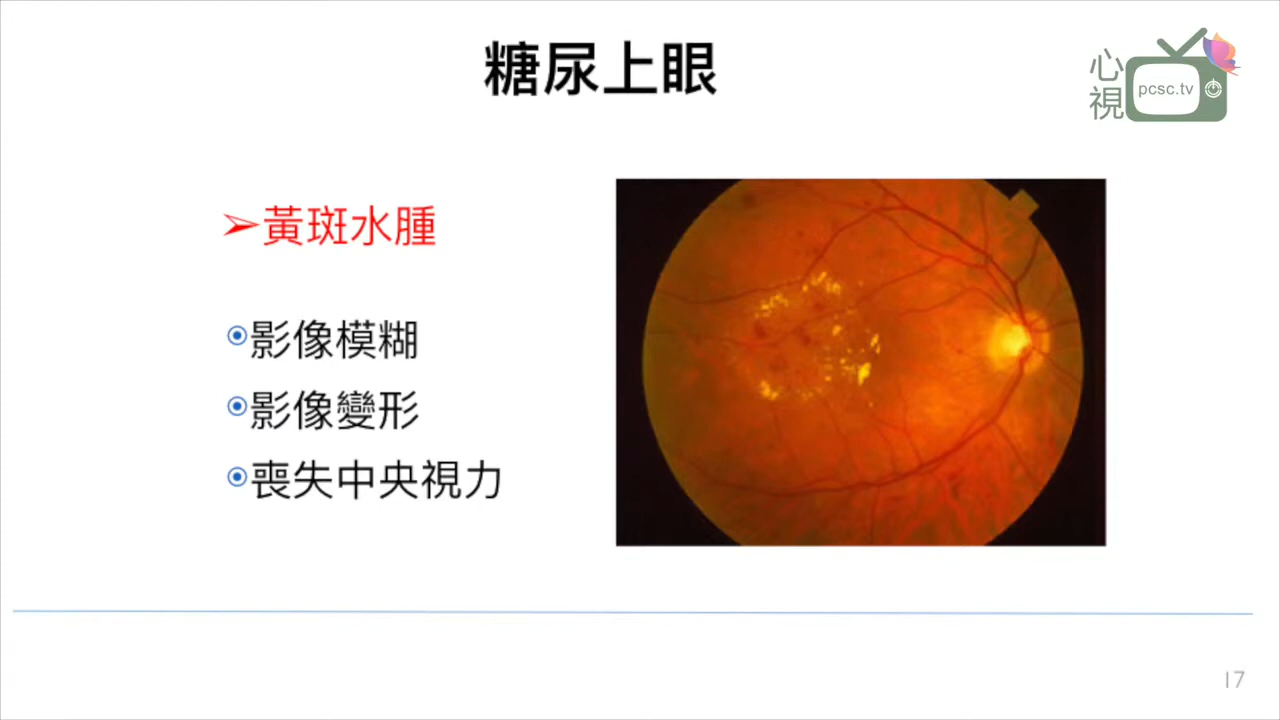 糖尿上眼
心視
pcsc.tv
➢黃斑水腫
影像模糊
影像變形
喪失中央視力
17